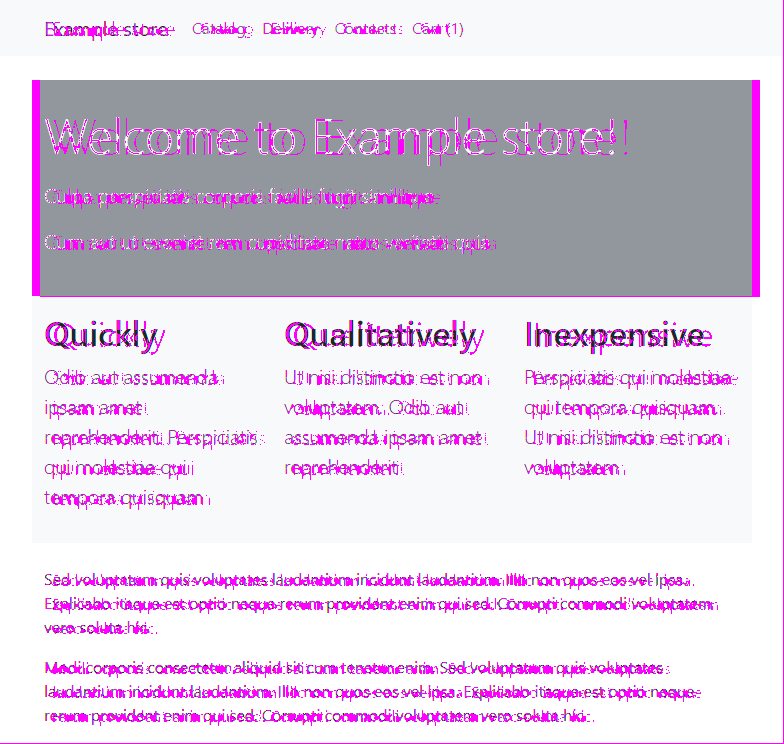 Example store Catalog Delivery Contacts Cart (1)
Welcome to Example store!
Culpa perspiciatis corporis facilis fugit similique
Cum aut ut eveniet rem cupiditate natus veritatis quia
Quickly
Odio aut assumenda
ipsam amet
reprehenderit. Perspiciatis
qui molestiae qui
tempora quisquam
Qualitatively
Ut nisi distinctio est non
voluptatem. Odio aut
assumenda ipsam amet
reprehenderit
Inexpensive
Perspiciatis qui molestiae
qui tempora quisquam.
Ut nisi distinctio est non
voluptatem
Sed voluptatum quis voluptates laudantium incidunt laudantium. Illo non quos eos vel ipsa.
Explicabo itaque est optio neque rerum provident enim qui sed. Corrupti commodi voluptatem
vero soluta hic.
Modi corporis consectetur aliquid sit cum tenetur enim. Sed voluptatum quis voluptates
laudantium incidunt laudantium. Illo non quos eos vel ipsa. Explicabo itaque est optio neque
rerum provident enim qui sed. Corrupti commodi voluptatem vero soluta hic.